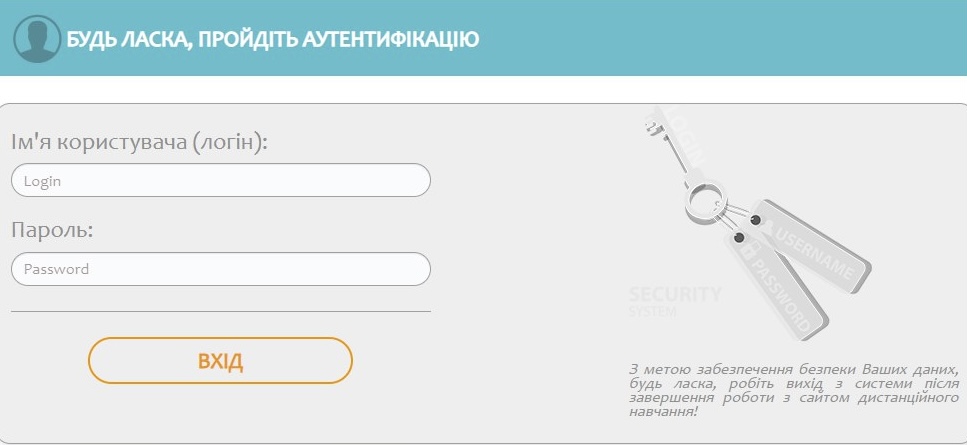 БУДЬ ЛАСКА, ПРОЙДІТЬ АУТЕНТИФІКАЦІЮ
Ім'я користувача (логін):
Login
Пароль:
Password
ВХІД
LOGIN
USERNAME
PASSWORD
SECURITY
SYSTEM
З метою забезпечення безпеки Ваших даних,
будь ласка, робіть вихід з системи після
завершення роботи з сайтом дистанційного
навчання!